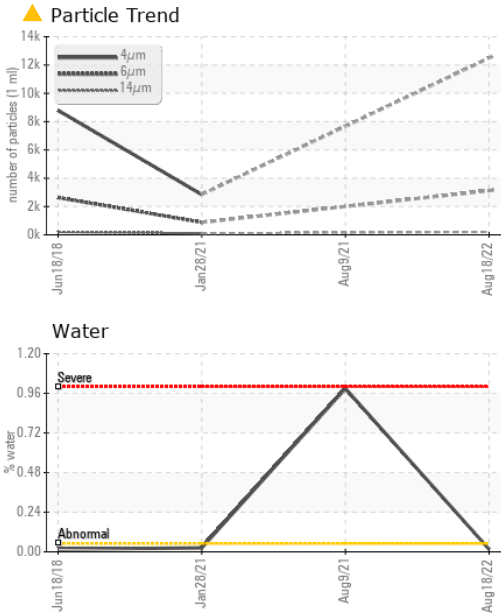 Particle Trend
number of particles (1 ml)
14k
12k
10k
8k
6k
4k
2k
0k
4µm
6µm
14µm
Jun18/18
Jan28/21
Aug9/21
Aug18/22
Water
% water
1.20
0.96
0.72
0.48
0.24
0.00
Severe
Abnormal
Jun18/18
Jan28/21
Aug9/21
Aug18/22